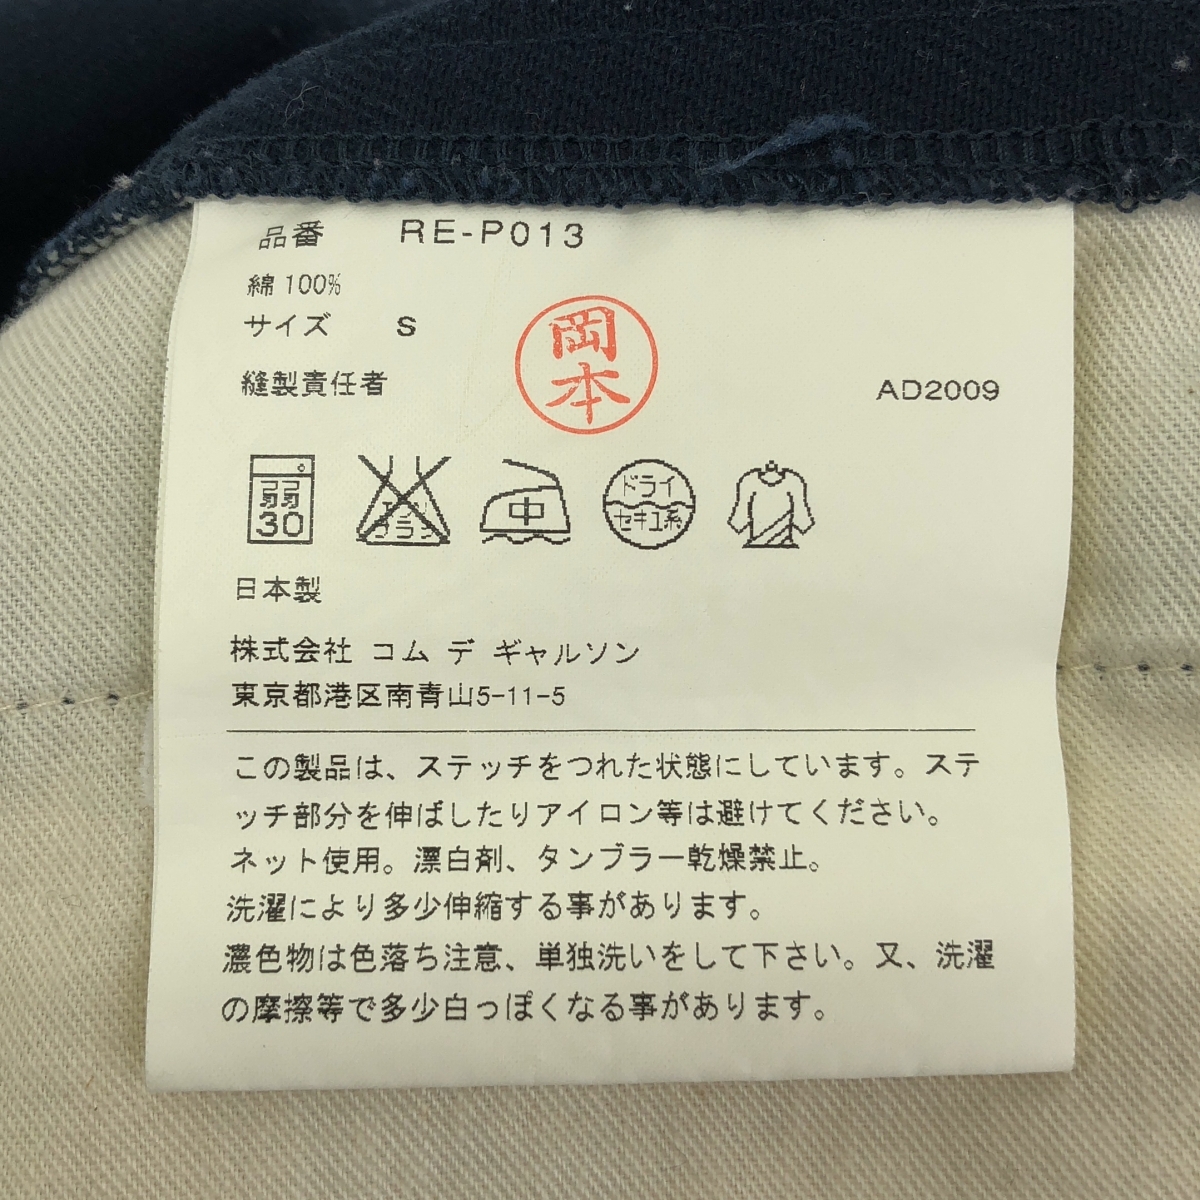 品番 RE-P013
綿 100%
サイズ S
縫製責任者
岡本
AD2009
弱
30
エンソ
サラシ
中
ドライ
セキユ系
日本製
株式会社 コム デ ギャルソン
東京都港区南青山5-11-5
この製品は、ステッチをつれた状態にしています。ステ
ッチ部分を伸ばしたりアイロン等は避けてください。
ネット使用。漂白剤、タンブラー乾燥禁止。
洗濯により多少伸縮する事があります。
濃色物は色落ち注意、単独洗いをして下さい。又、洗濯
の摩擦等で多少白っぽくなる事があります。